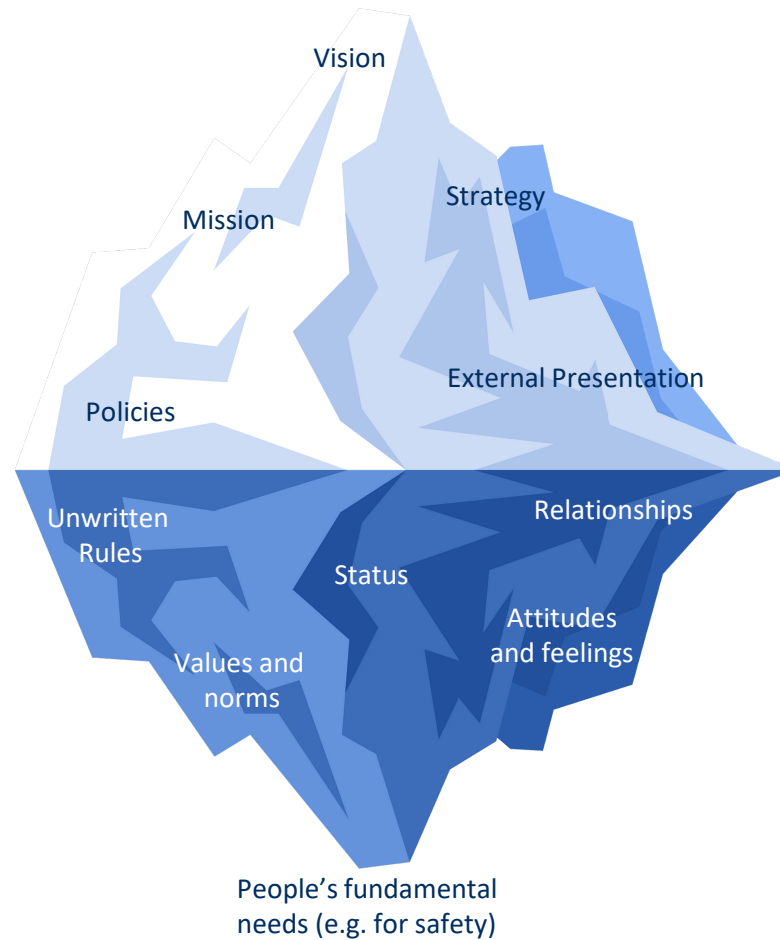 Vision
Mission
Strategy
External Presentation
Policies
Unwritten
Rules
Relationships
Status
Attitudes
and feelings
Values and
norms
People’s fundamental
needs (e.g. for safety)